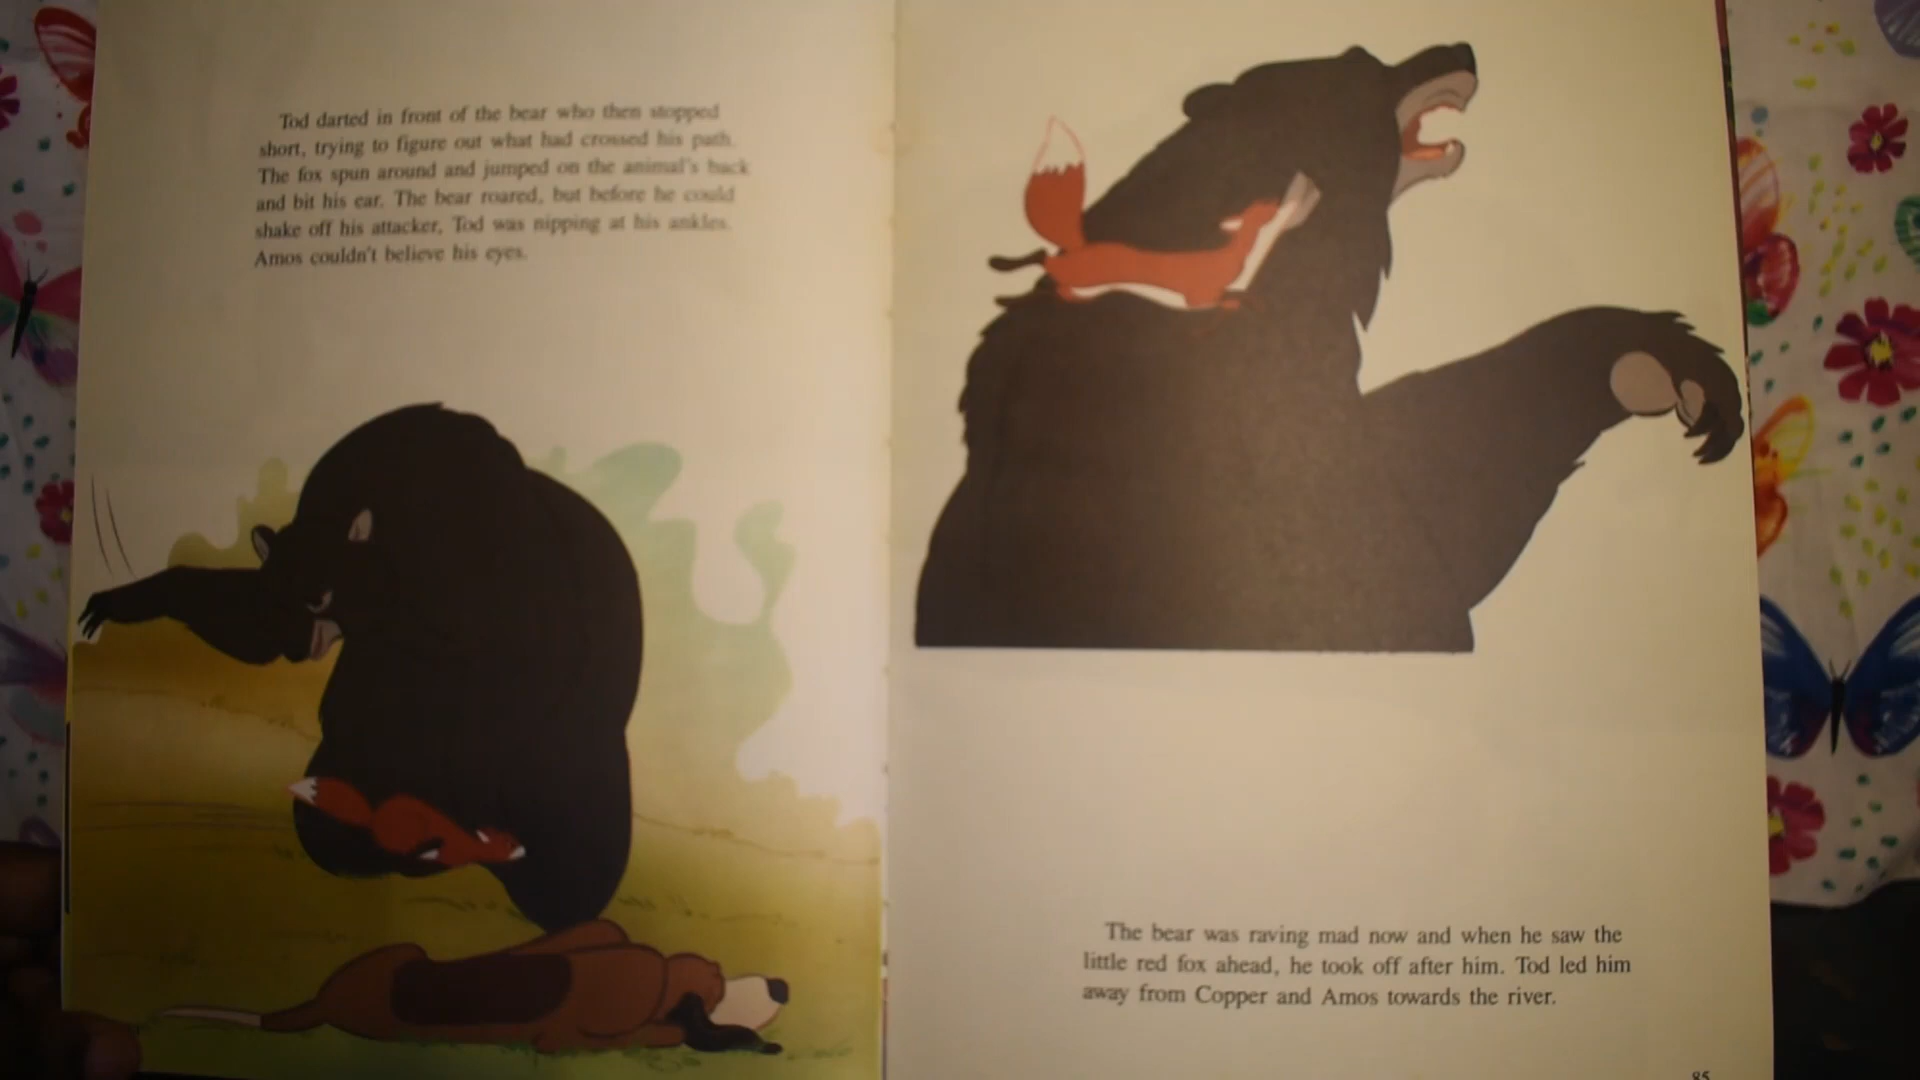 Tod darted in front of the bear who then stopped
short, trying to figure out what had crossed his path.
The fox spun around and jumped on the animal's back
and bit his ear. The bear roared, but before he could
shake off his attacker, Tod was nipping at his ankles.
Amos couldn't believe his eyes.
The bear was raving mad now and when he saw the
little red fox ahead, he took off after him. Tod led him
away from Copper and Amos towards the river.
85